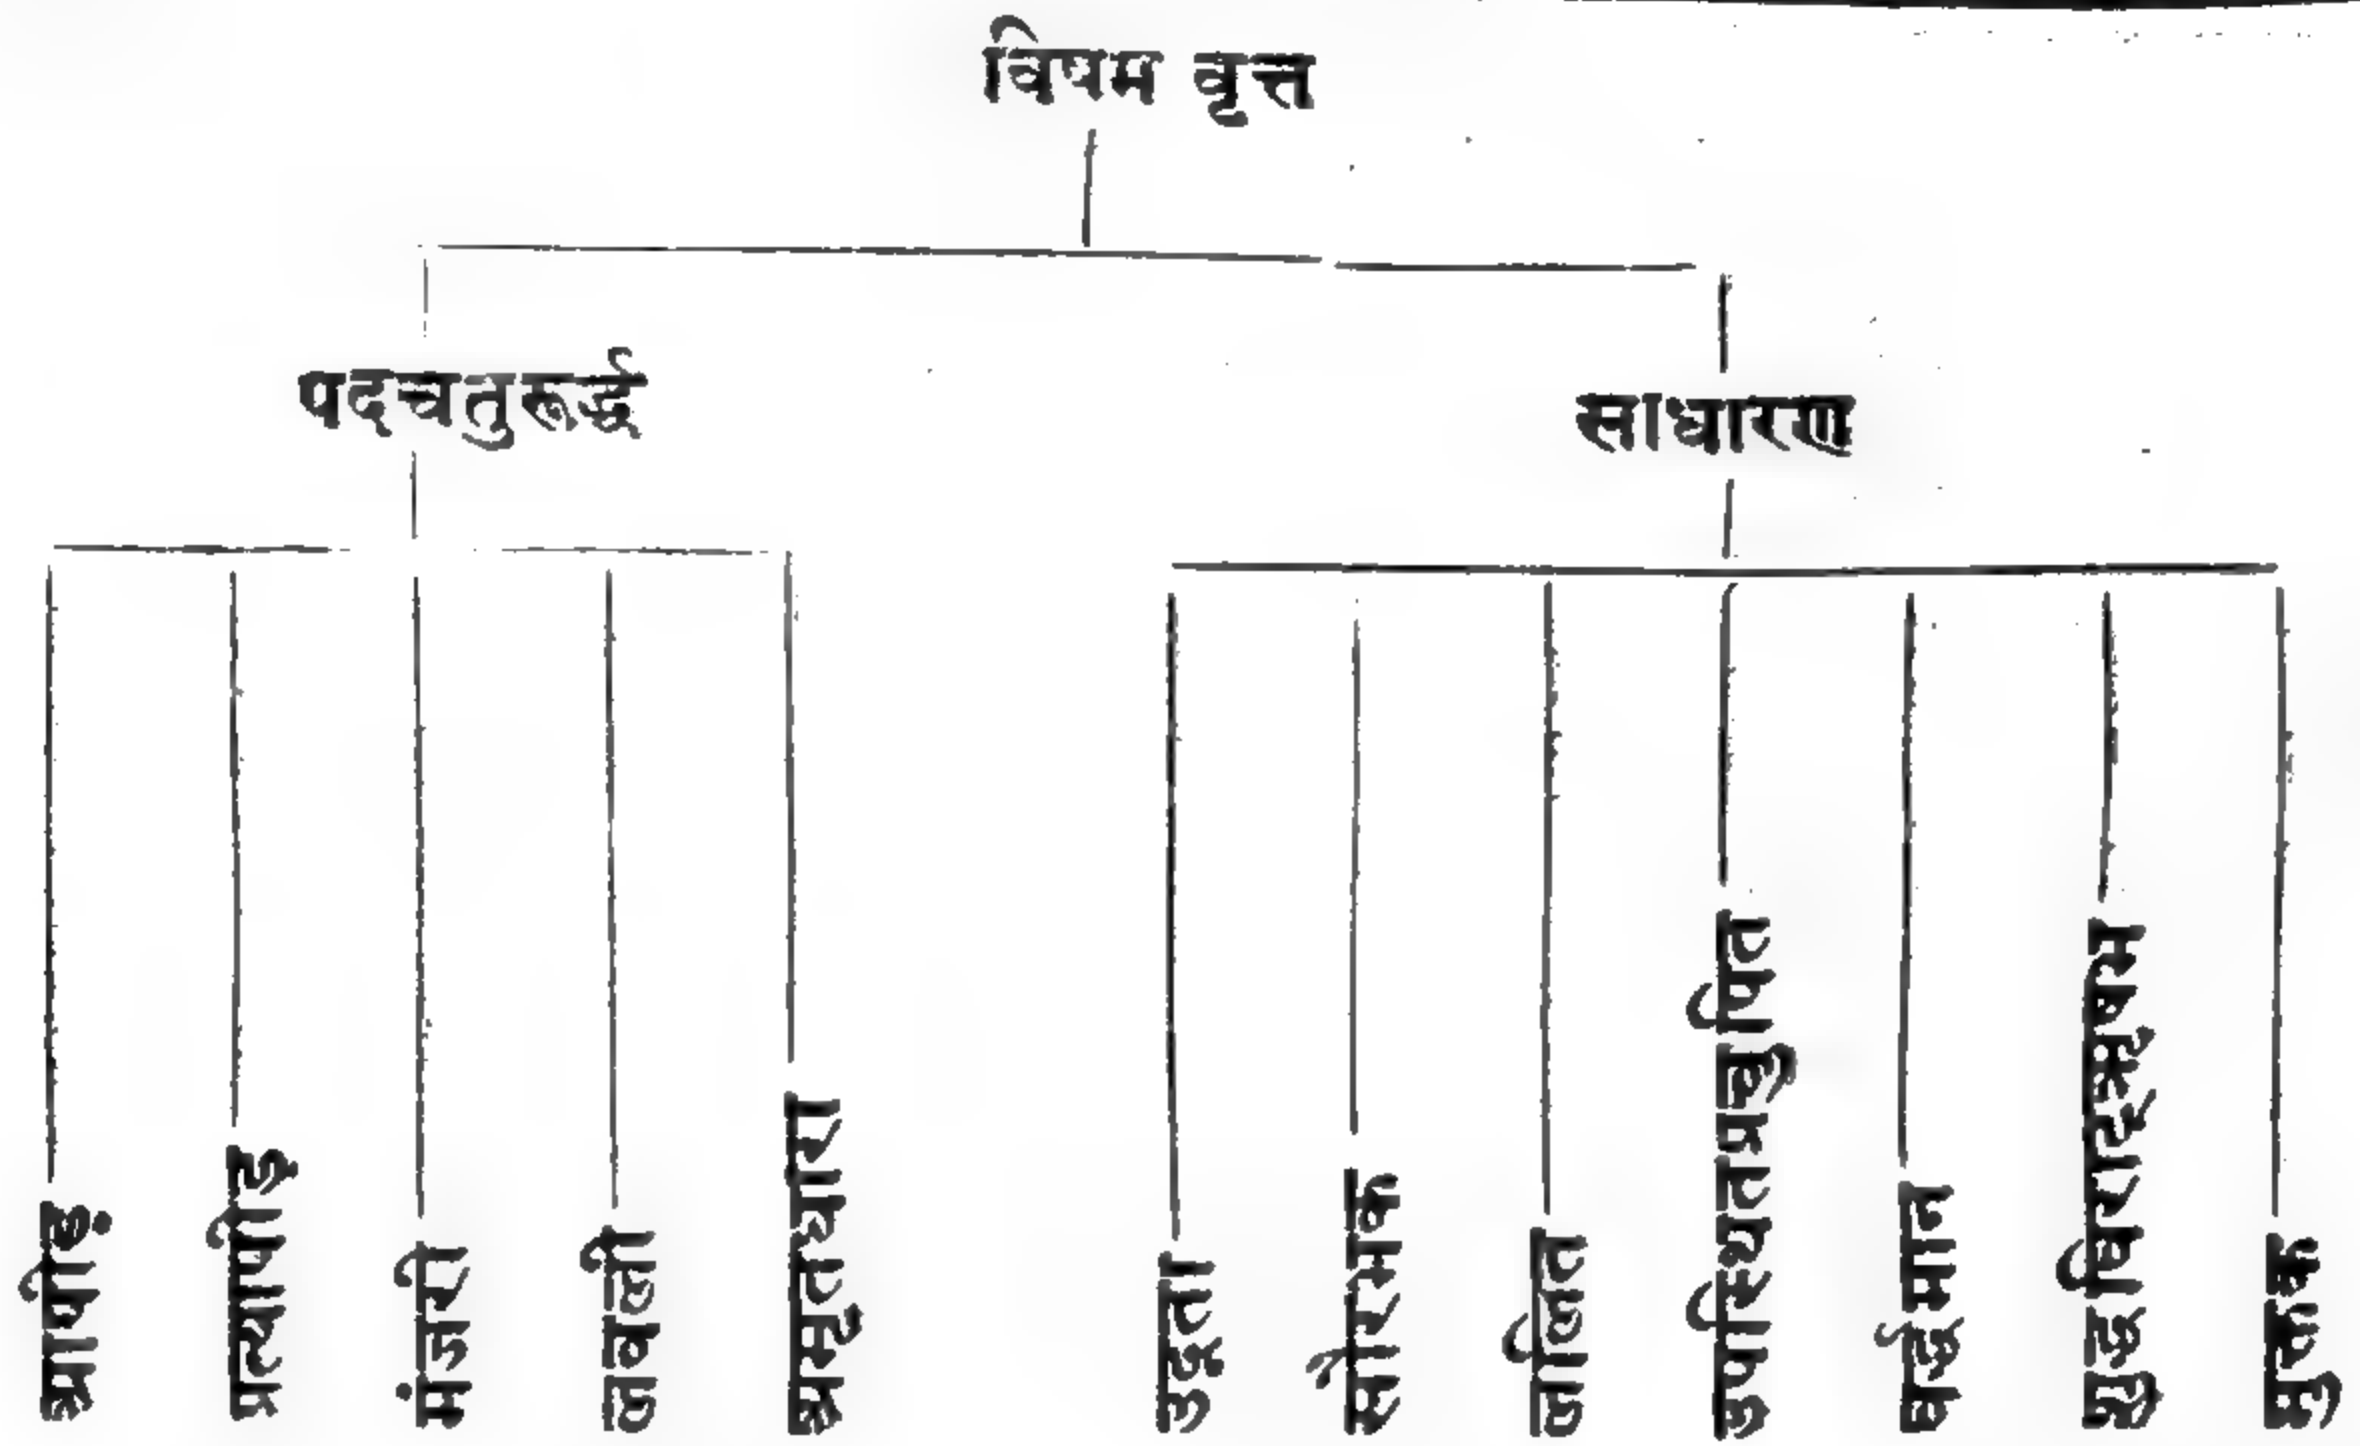 विषम वृत्त
पदचतुरूर्द्ध
साधारण
आपीड़
प्रत्यापीड़
मंजरी
लवली
अमृतधारा
उद्गता
सौरभक
ललित
उपस्थितप्रचुपित
वर्द्धमान
शुद्धविराट्ऋषभ
मुक्तक